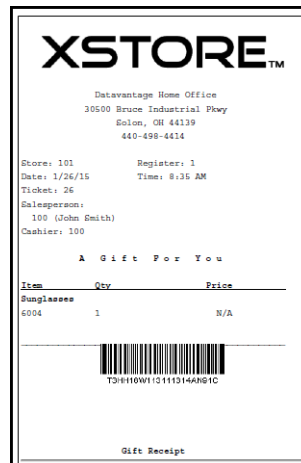 XSTORE™
Datavantage Home Office
30500 Bruce Industrial Pkwy
Solon, OH 44139
440-498-4414
Store: 101 Register: 1
Date: 1/26/15 Time: 8:35 AM
Ticket: 26
Salesperson:
100 (John Smith)
Cashier: 100
A Gift For You
Item Qty Price
Sunglasses
6004 1 N/A
Gift Receipt